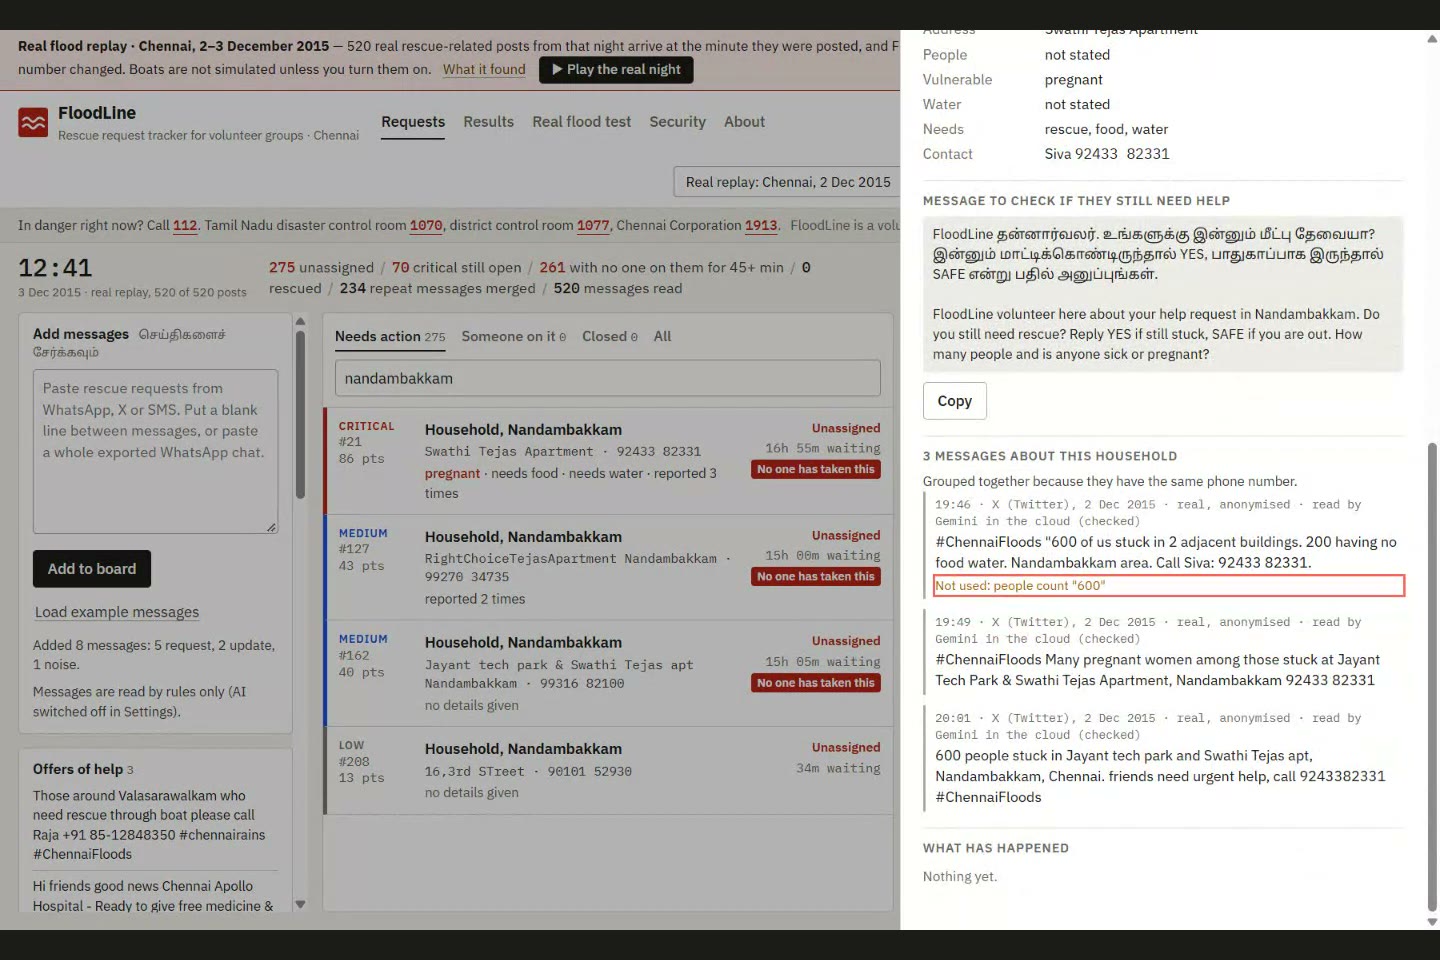 Real flood replay · Chennai, 2–3 December 2015 — 520 real rescue-related posts from that night arrive at the minute they were posted, and F
number changed. Boats are not simulated unless you turn them on. What it found ▶ Play the real night
FloodLine
Rescue request tracker for volunteer groups · Chennai
Requests Results Real flood test Security About
Real replay: Chennai, 2 Dec 2015
In danger right now? Call 112. Tamil Nadu disaster control room 1070, district control room 1077, Chennai Corporation 1913. FloodLine is a volu
12:41
3 Dec 2015 · real replay, 520 of 520 posts
275 unassigned / 70 critical still open / 261 with no one on them for 45+ min / 0
rescued / 234 repeat messages merged / 520 messages read
Add messages செய்திகளைச்
சேர்க்கவும்
Paste rescue requests from
WhatsApp, X or SMS. Put a blank
line between messages, or paste
a whole exported WhatsApp chat.
Add to board
Load example messages
Added 8 messages: 5 request, 2 update,
1 noise.
Messages are read by rules only (AI
switched off in Settings).
Offers of help 3
Those around Valasarawalkam who
need rescue through boat please call
Raja +91 85-12848350 #chennairains
#ChennaiFloods
Hi friends good news Chennai Apollo
Hospital - Ready to give free medicine &
Needs action 275 Someone on it 0 Closed 0 All
nandambakkam
CRITICAL
#21
86 pts
Household, Nandambakkam
Swathi Tejas Apartment · 92433 82331
pregnant · needs food · needs water · reported 3
times
Unassigned
16h 55m waiting
No one has taken this
MEDIUM
#127
43 pts
Household, Nandambakkam
RightChoiceTejasApartment Nandambakkam ·
99270 34735
reported 2 times
Unassigned
15h 00m waiting
No one has taken this
MEDIUM
#162
40 pts
Household, Nandambakkam
Jayant tech park & Swathi Tejas apt
Nandambakkam · 99316 82100
no details given
Unassigned
15h 05m waiting
No one has taken this
LOW
#208
13 pts
Household, Nandambakkam
16,3rd STreet · 90101 52930
no details given
Unassigned
34m waiting
Address Swathi Tejas Apartment
People not stated
Vulnerable pregnant
Water not stated
Needs rescue, food, water
Contact Siva 92433 82331
MESSAGE TO CHECK IF THEY STILL NEED HELP
FloodLine தன்னார்வலர். உங்களுக்கு இன்னும் மீட்பு தேவையா?
இன்னும் மாட்டிக்கொண்டிருந்தால் YES, பாதுகாப்பாக இருந்தால்
SAFE என்று பதில் அனுப்புங்கள்.
FloodLine volunteer here about your help request in Nandambakkam. Do
you still need rescue? Reply YES if still stuck, SAFE if you are out. How
many people and is anyone sick or pregnant?
Copy
3 MESSAGES ABOUT THIS HOUSEHOLD
Grouped together because they have the same phone number.
19:46 · X (Twitter), 2 Dec 2015 · real, anonymised · read by
Gemini in the cloud (checked)
#ChennaiFloods "600 of us stuck in 2 adjacent buildings. 200 having no
food water. Nandambakkam area. Call Siva: 92433 82331.
Not used: people count "600"
19:49 · X (Twitter), 2 Dec 2015 · real, anonymised · read by
Gemini in the cloud (checked)
#ChennaiFloods Many pregnant women among those stuck at Jayant
Tech Park & Swathi Tejas Apartment, Nandambakkam 92433 82331
20:01 · X (Twitter), 2 Dec 2015 · real, anonymised · read by
Gemini in the cloud (checked)
600 people stuck in Jayant tech park and Swathi Tejas apt,
Nandambakkam, Chennai. friends need urgent help, call 9243382331
#ChennaiFloods
WHAT HAS HAPPENED
Nothing yet.